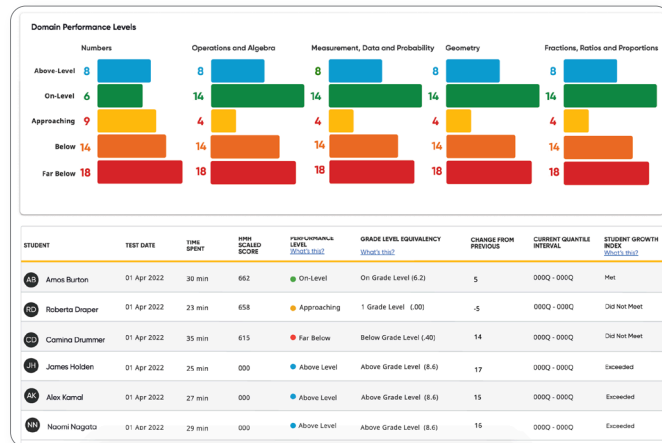 Domain Performance Levels
Numbers Operations and Algebra Measurement, Data and Probability Geometry Fractions, Ratios and Proportions
Above-Level 8 8 8 8 8
On-Level 6 14 14 14 14
Approaching 9 4 4 4 4
Below 14 14 14 14 14
Far Below 18 18 18 18 18
STUDENT TEST DATE TIME SPENT HMH SCALED SCORE PERFORMANCE LEVEL What's this? GRADE LEVEL EQUIVALENCY What's this? CHANGE FROM PREVIOUS CURRENT QUANTILE INTERVAL STUDENT GROWTH INDEX What's this?
AB Amos Burton 01 Apr 2022 30 min 662 On-Level On Grade Level (6.2) 5 000Q - 000Q Met
RD Roberta Draper 01 Apr 2022 23 min 658 Approaching 1 Grade Level (.00) -5 000Q - 000Q Did Not Meet
CD Camina Drummer 01 Apr 2022 35 min 615 Far Below Below Grade Level (.40) 14 000Q - 000Q Did Not Meet
JH James Holden 01 Apr 2022 25 min 000 Above Level Above Grade Level (8.6) 17 000Q - 000Q Exceeded
AK Alex Kamal 01 Apr 2022 27 min 000 Above Level Above Grade Level (8.6) 15 000Q - 000Q Exceeded
NN Naomi Nagata 01 Apr 2022 29 min 000 Above Level Above Grade Level (8.6) 16 000Q - 000Q Exceeded